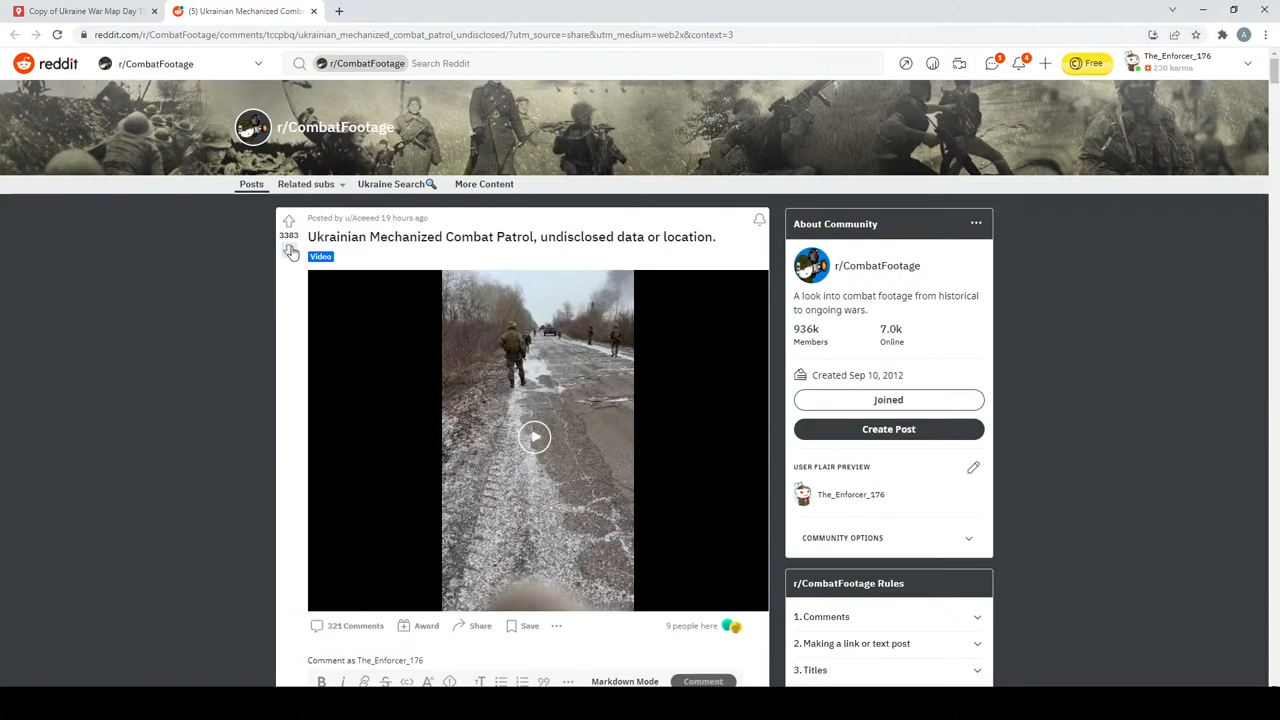 Copy of Ukraine War Map Day 1
(5) Ukrainian Mechanized Comb
reddit.com/r/CombatFootage/comments/tccpbq/ukrainian_mechanized_combat_patrol_undisclosed/?utm_source=share&utm_medium=web2x&context=3
A
reddit
r/CombatFootage
r/CombatFootage
Search Reddit
1
4
Free
The_Enforcer_176
230 karma
r/CombatFootage
Posts
Related subs
Ukraine Search
More Content
Posted by u/Aceeed 19 hours ago
3383
Ukrainian Mechanized Combat Patrol, undisclosed data or location.
Video
321 Comments
Award
Share
Save
9 people here
Comment as The_Enforcer_176
Markdown Mode
Comment
About Community
r/CombatFootage
A look into combat footage from historical
to ongoing wars.
936k
7.0k
Members
Online
Created Sep 10, 2012
Joined
Create Post
USER FLAIR PREVIEW
The_Enforcer_176
COMMUNITY OPTIONS
r/CombatFootage Rules
1. Comments
2. Making a link or text post
3. Titles